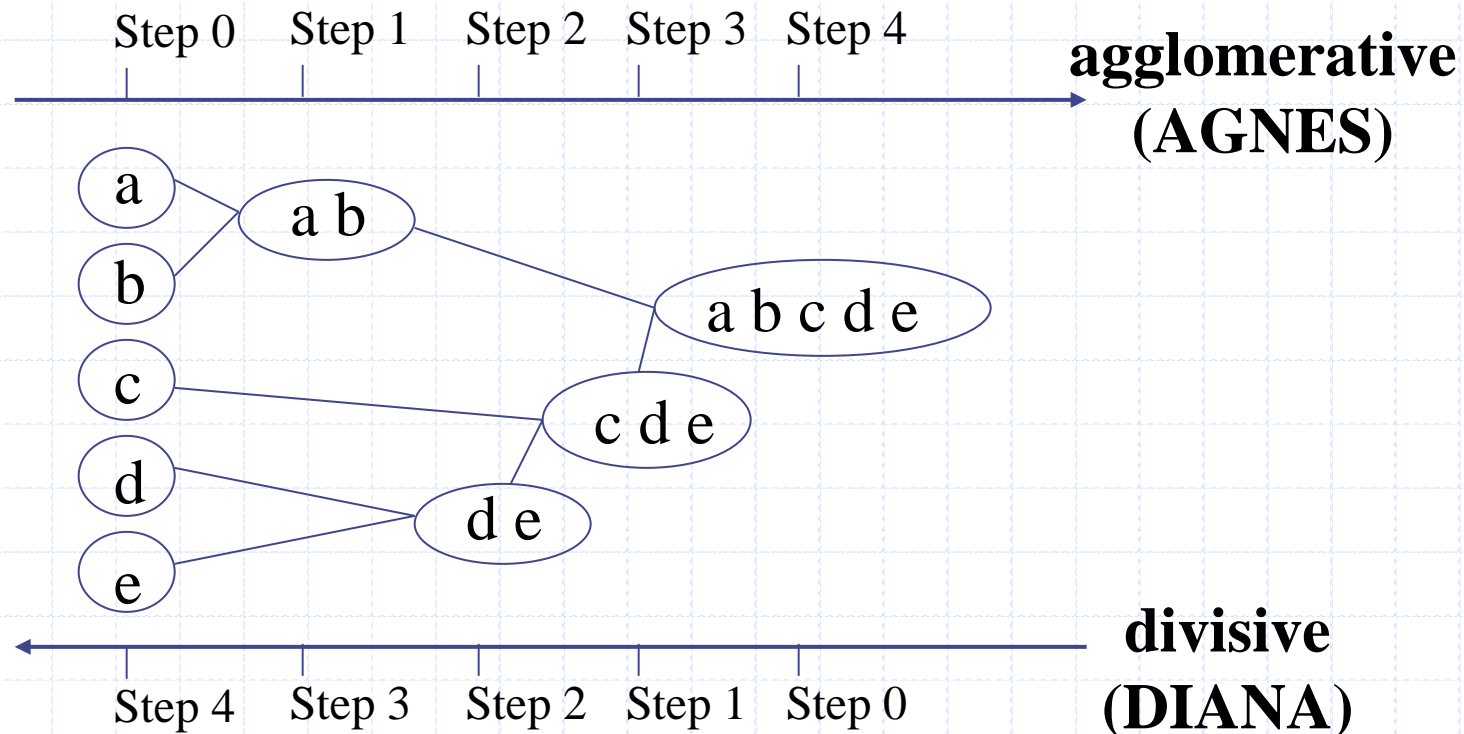 Step 0 Step 1 Step 2 Step 3 Step 4
agglomerative
(AGNES)
a
a b
b
a b c d e
c
c d e
d
d e
e
divisive
(DIANA)
Step 4 Step 3 Step 2 Step 1 Step 0